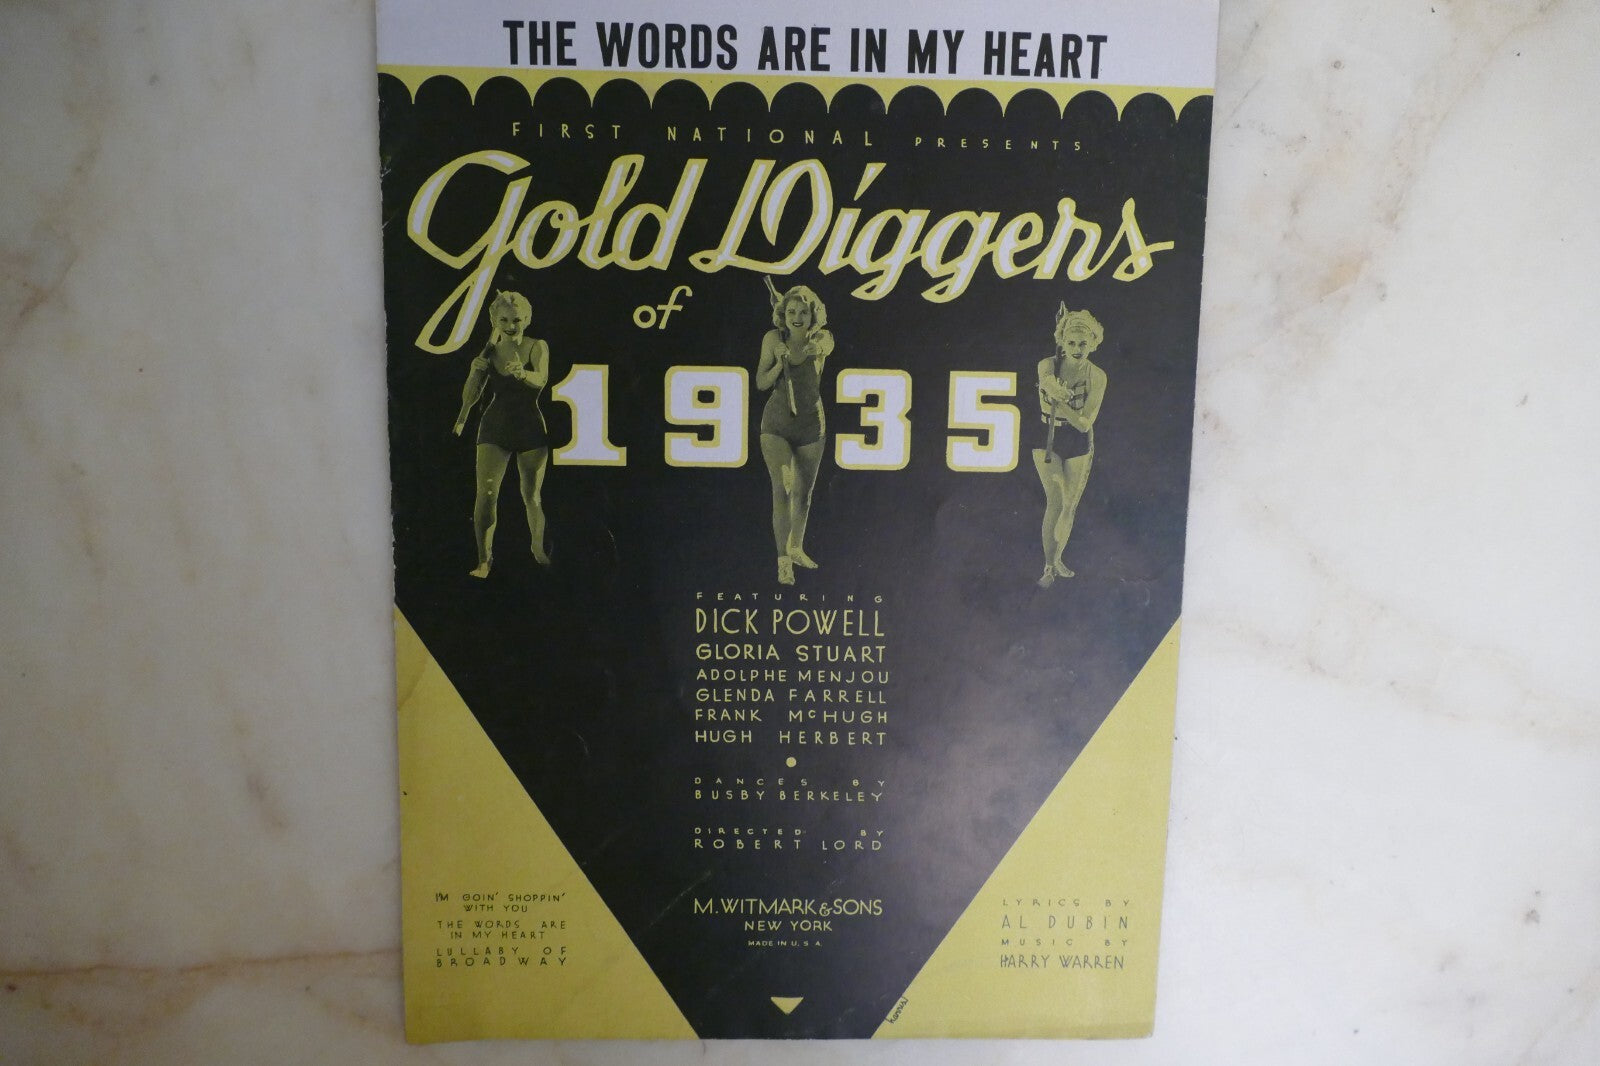 THE WORDS ARE IN MY HEART
FIRST NATIONAL PRESENTS
Gold Diggers
of
1935
FEATURING
DICK POWELL
GLORIA STUART
ADOLPHE MENJOU
GLENDA FARRELL
FRANK McHUGH
HUGH HERBERT
DANCES BY
BUSBY BERKELEY
DIRECTED BY
ROBERT LORD
M. WITMARK & SONS
NEW YORK
MADE IN U.S.A.
I'M GOIN' SHOPPIN'
WITH YOU
THE WORDS ARE
IN MY HEART
LULLABY OF
BROADWAY
LYRICS BY
AL DUBIN
MUSIC BY
HARRY WARREN